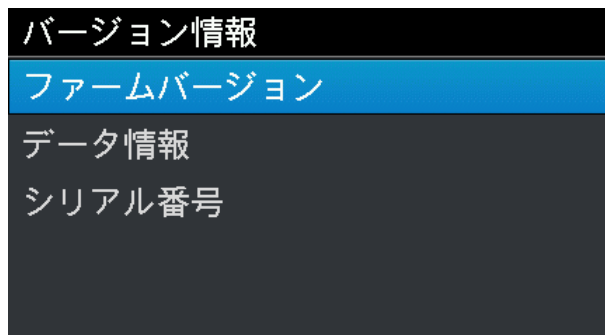 バージョン情報
ファームバージョン
データ情報
シリアル番号